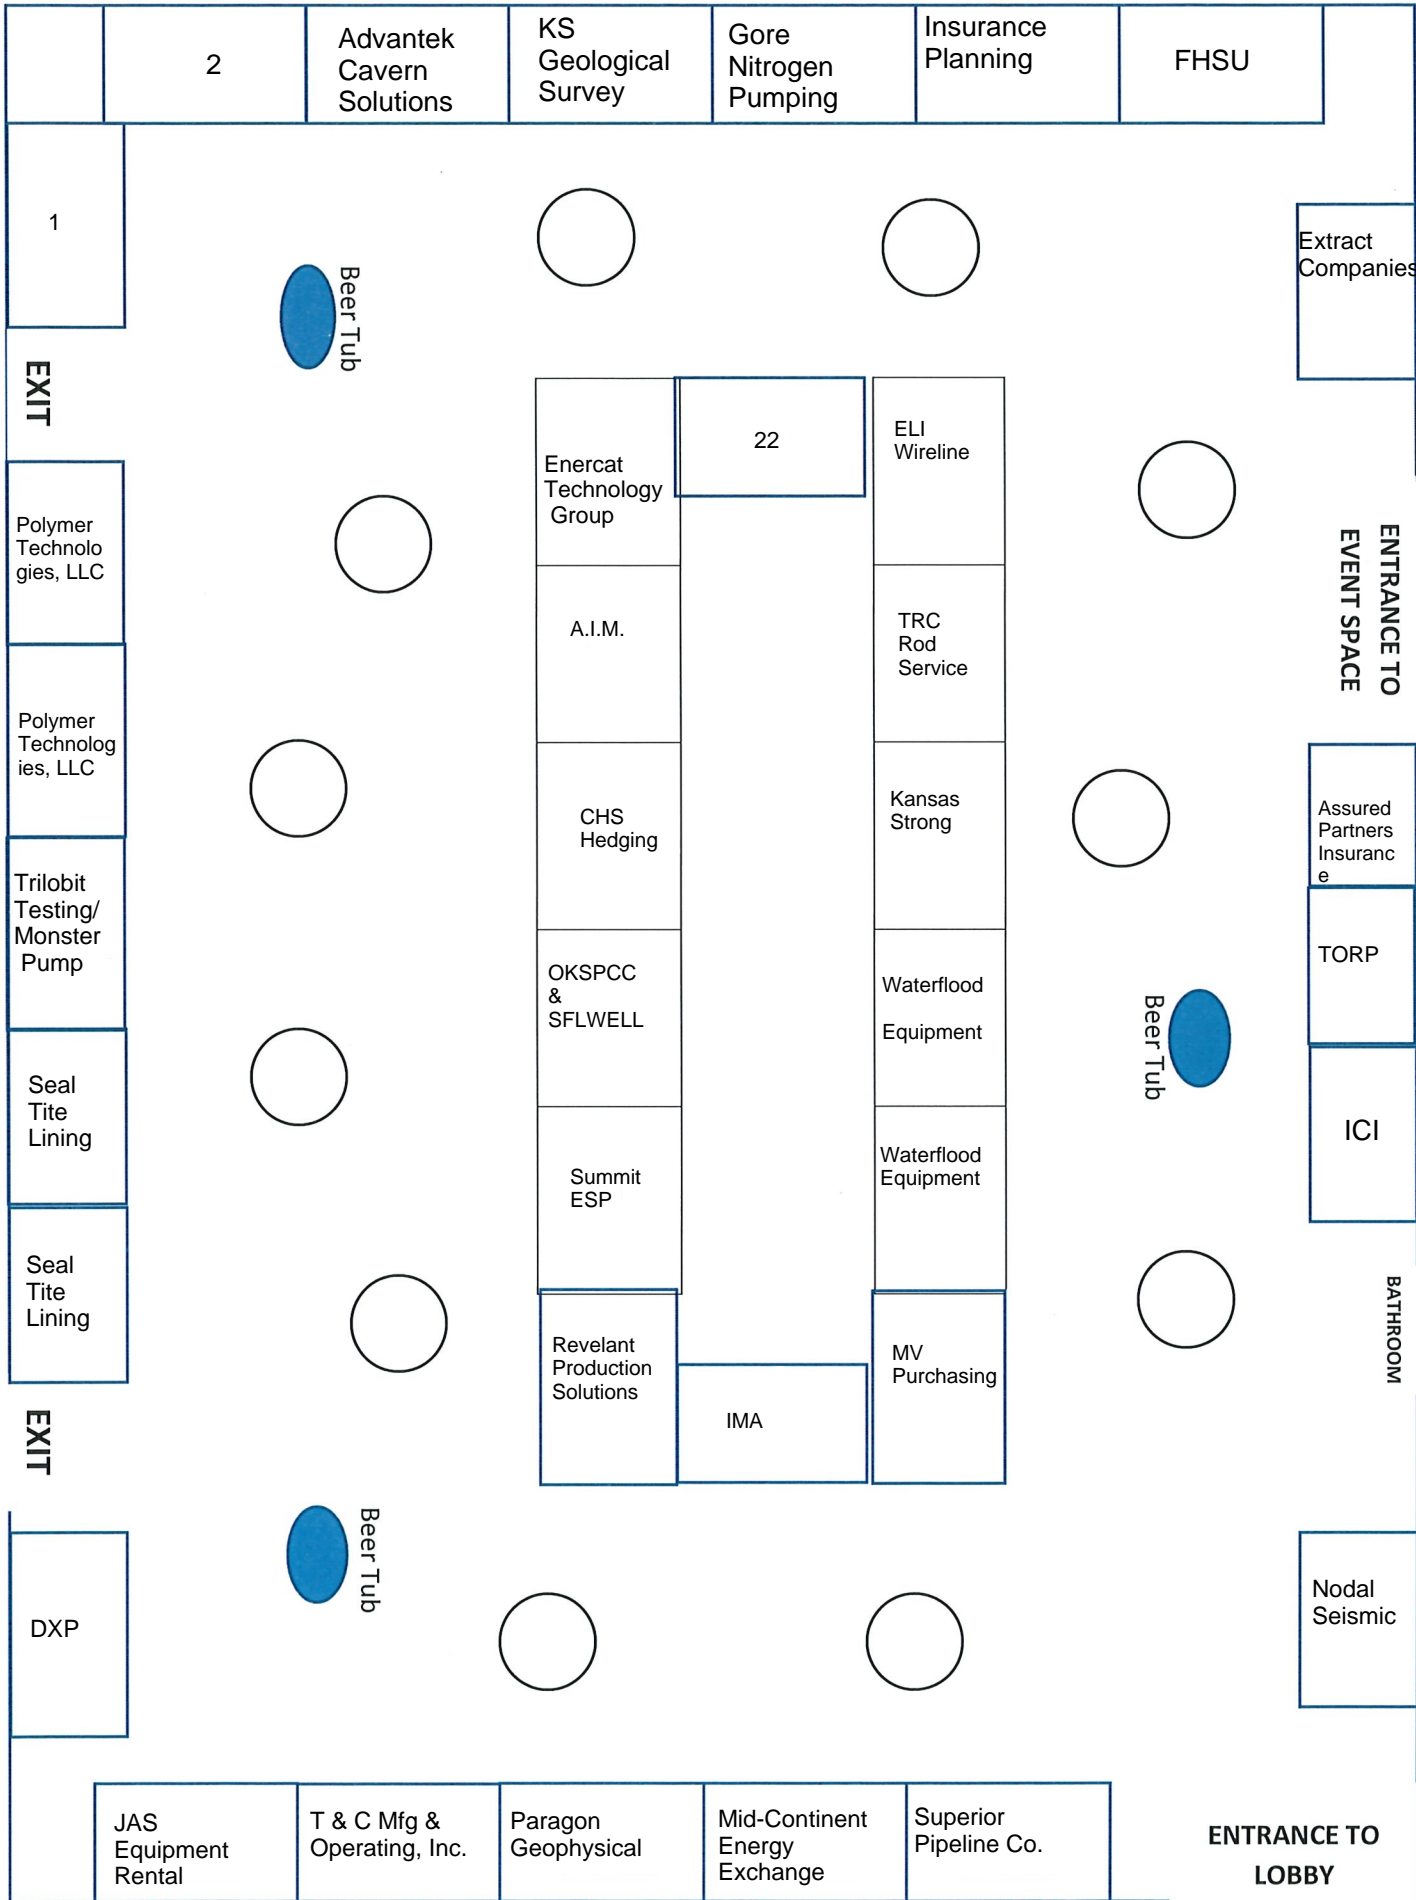 2
Advantek
Cavern
Solutions
KS
Geological
Survey
Gore
Nitrogen
Pumping
Insurance
Planning
FHSU
1
Beer Tub
Extract
Companies
EXIT
Enercat
Technology
Group
22
ELI
Wireline
Polymer
Technolo
gies, LLC
A.I.M.
TRC
Rod
Service
ENTRANCE TO
EVENT SPACE
Polymer
Technolog
ies, LLC
CHS
Hedging
Kansas
Strong
Assured
Partners
Insuranc
e
Trilobit
Testing/
Monster
Pump
OKSPCC
&
SFLWELL
Waterflood
Equipment
Beer Tub
TORP
Seal
Tite
Lining
Summit
ESP
Waterflood
Equipment
ICI
Seal
Tite
Lining
Revelant
Production
Solutions
IMA
MV
Purchasing
BATHROOM
EXIT
Beer Tub
DXP
Nodal
Seismic
JAS
Equipment
Rental
T & C Mfg &
Operating, Inc.
Paragon
Geophysical
Mid-Continent
Energy
Exchange
Superior
Pipeline Co.
ENTRANCE TO
LOBBY